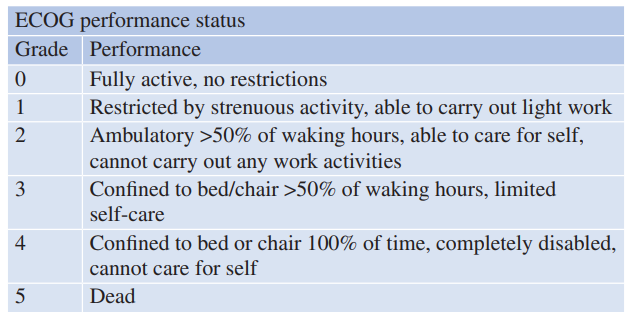 ECOG performance status
Grade Performance
0 Fully active, no restrictions
1 Restricted by strenuous activity, able to carry out light work
2 Ambulatory >50% of waking hours, able to care for self,
cannot carry out any work activities
3 Confined to bed/chair >50% of waking hours, limited
self-care
4 Confined to bed or chair 100% of time, completely disabled,
cannot care for self
5 Dead